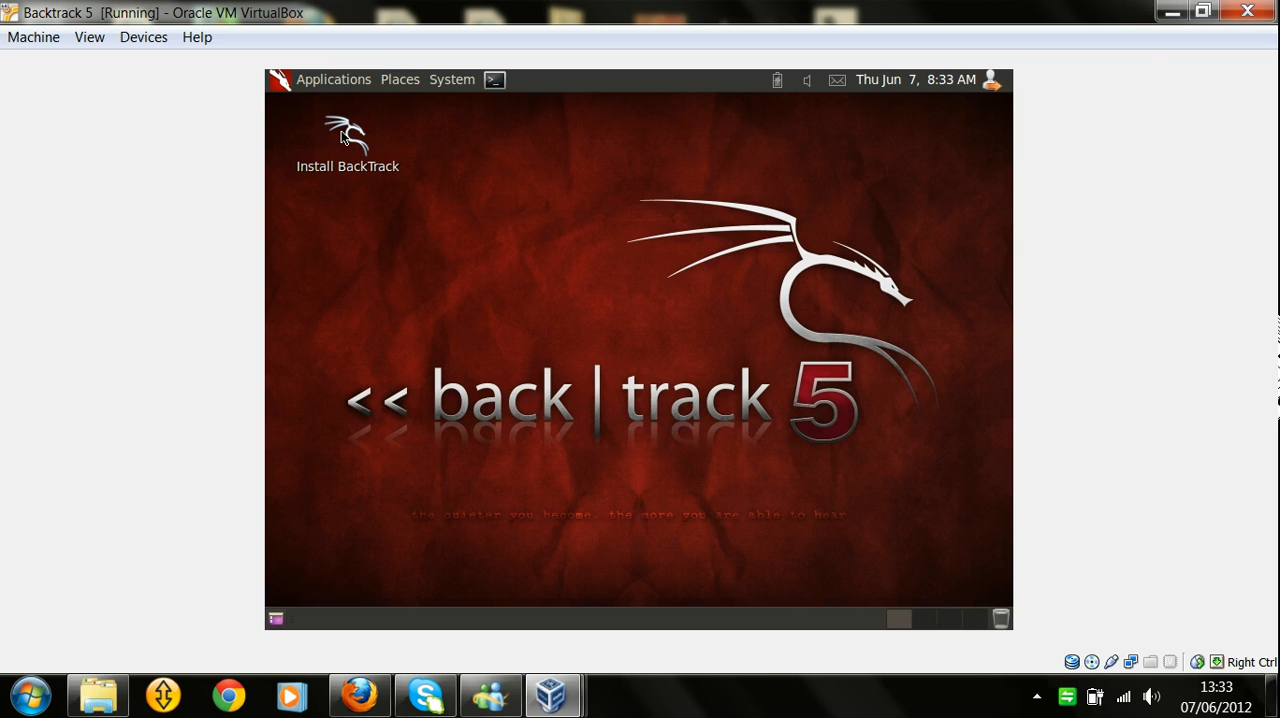 Backtrack 5 [Running] - Oracle VM VirtualBox
Machine View Devices Help
Applications Places System Thu Jun 7, 8:33 AM
Install BackTrack
<< back | track 5
the quieter you become, the more you are able to hear
Right Ctrl
13:33
07/06/2012